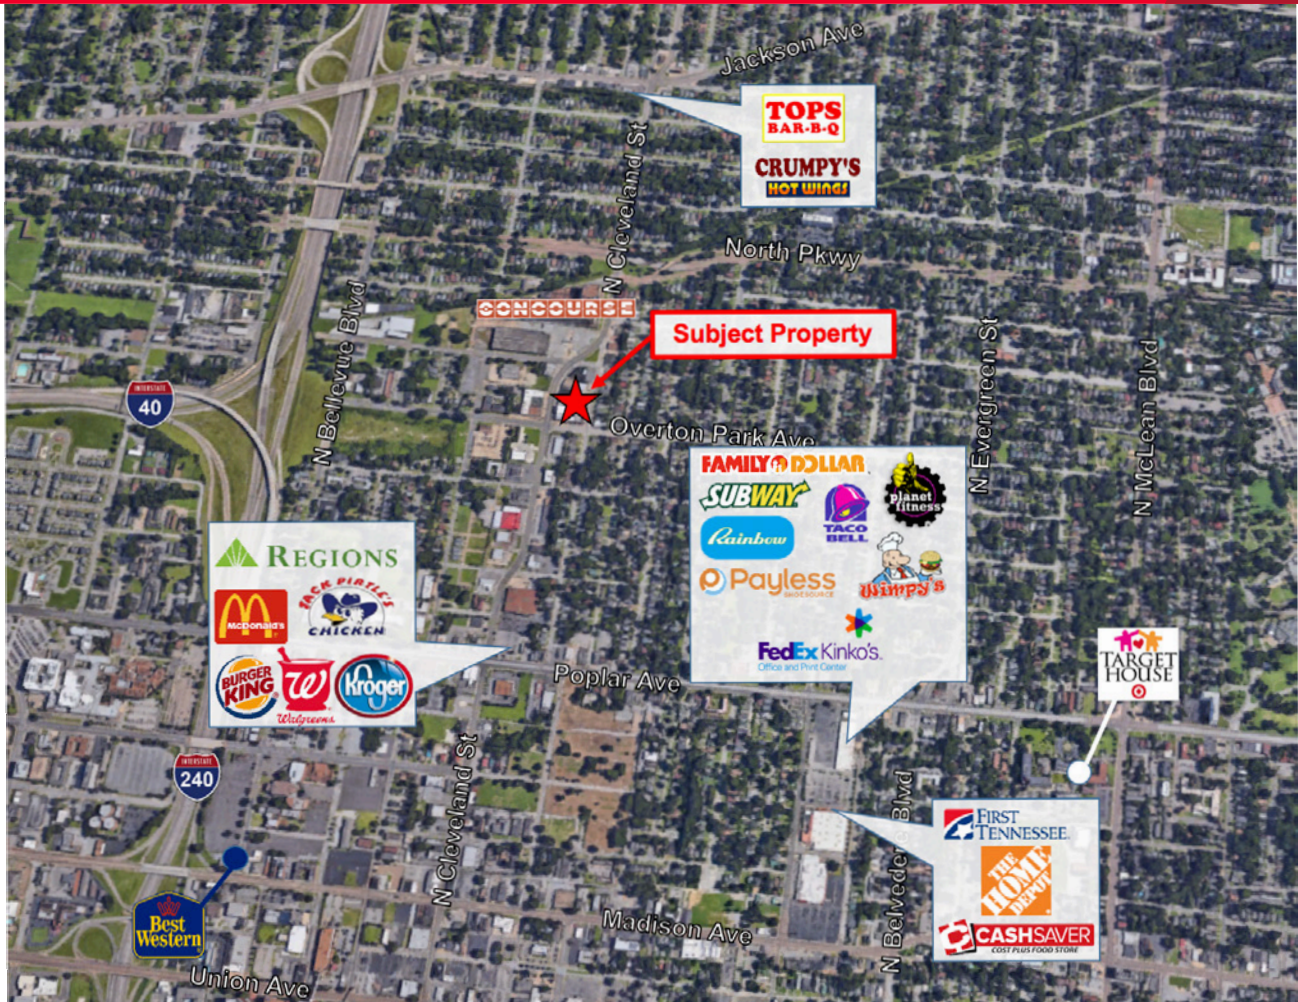 Jackson Ave
TOPS
BAR-B-Q
CRUMPY'S
HOT WINGS
N Cleveland St
North Pkwy
CONCOURSE
Subject Property
N Bellevue Blvd
INTERSTATE
40
N Evergreen St
N McLean Blvd
Overton Park Ave
FAMILY DOLLAR
SUBWAY
TACO
BELL
planet
fitness
Rainbow
Payless
SHOESOURCE
Wimpy's
FedEx Kinko's
Office and Print Center
REGIONS
McDonald's
JACK PIRTLE'S
CHICKEN
BURGER
KING
W
Walgreens
Kroger
Poplar Ave
TARGET
HOUSE
INTERSTATE
240
N Cleveland St
N Belvedere Blvd
FIRST
TENNESSEE
THE
HOME
DEPOT
CASHSAVER
COST PLUS FOOD STORE
Best
Western
Madison Ave
Union Ave